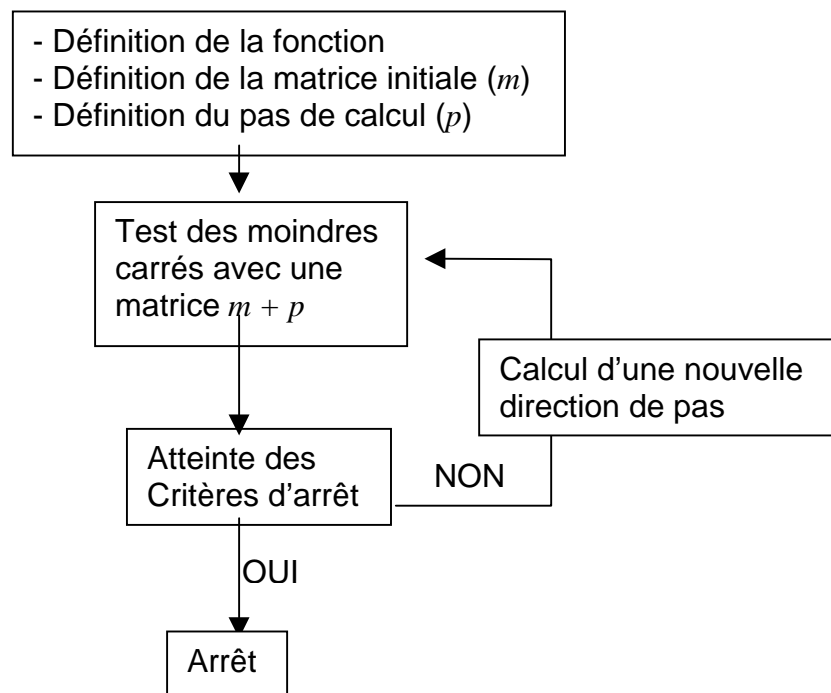 - Définition de la fonction
- Définition de la matrice initiale (m)
- Définition du pas de calcul (p)
Test des moindres
carrés avec une
matrice m + p
Calcul d’une nouvelle
direction de pas
Atteinte des
Critères d’arrêt
NON
OUI
Arrêt